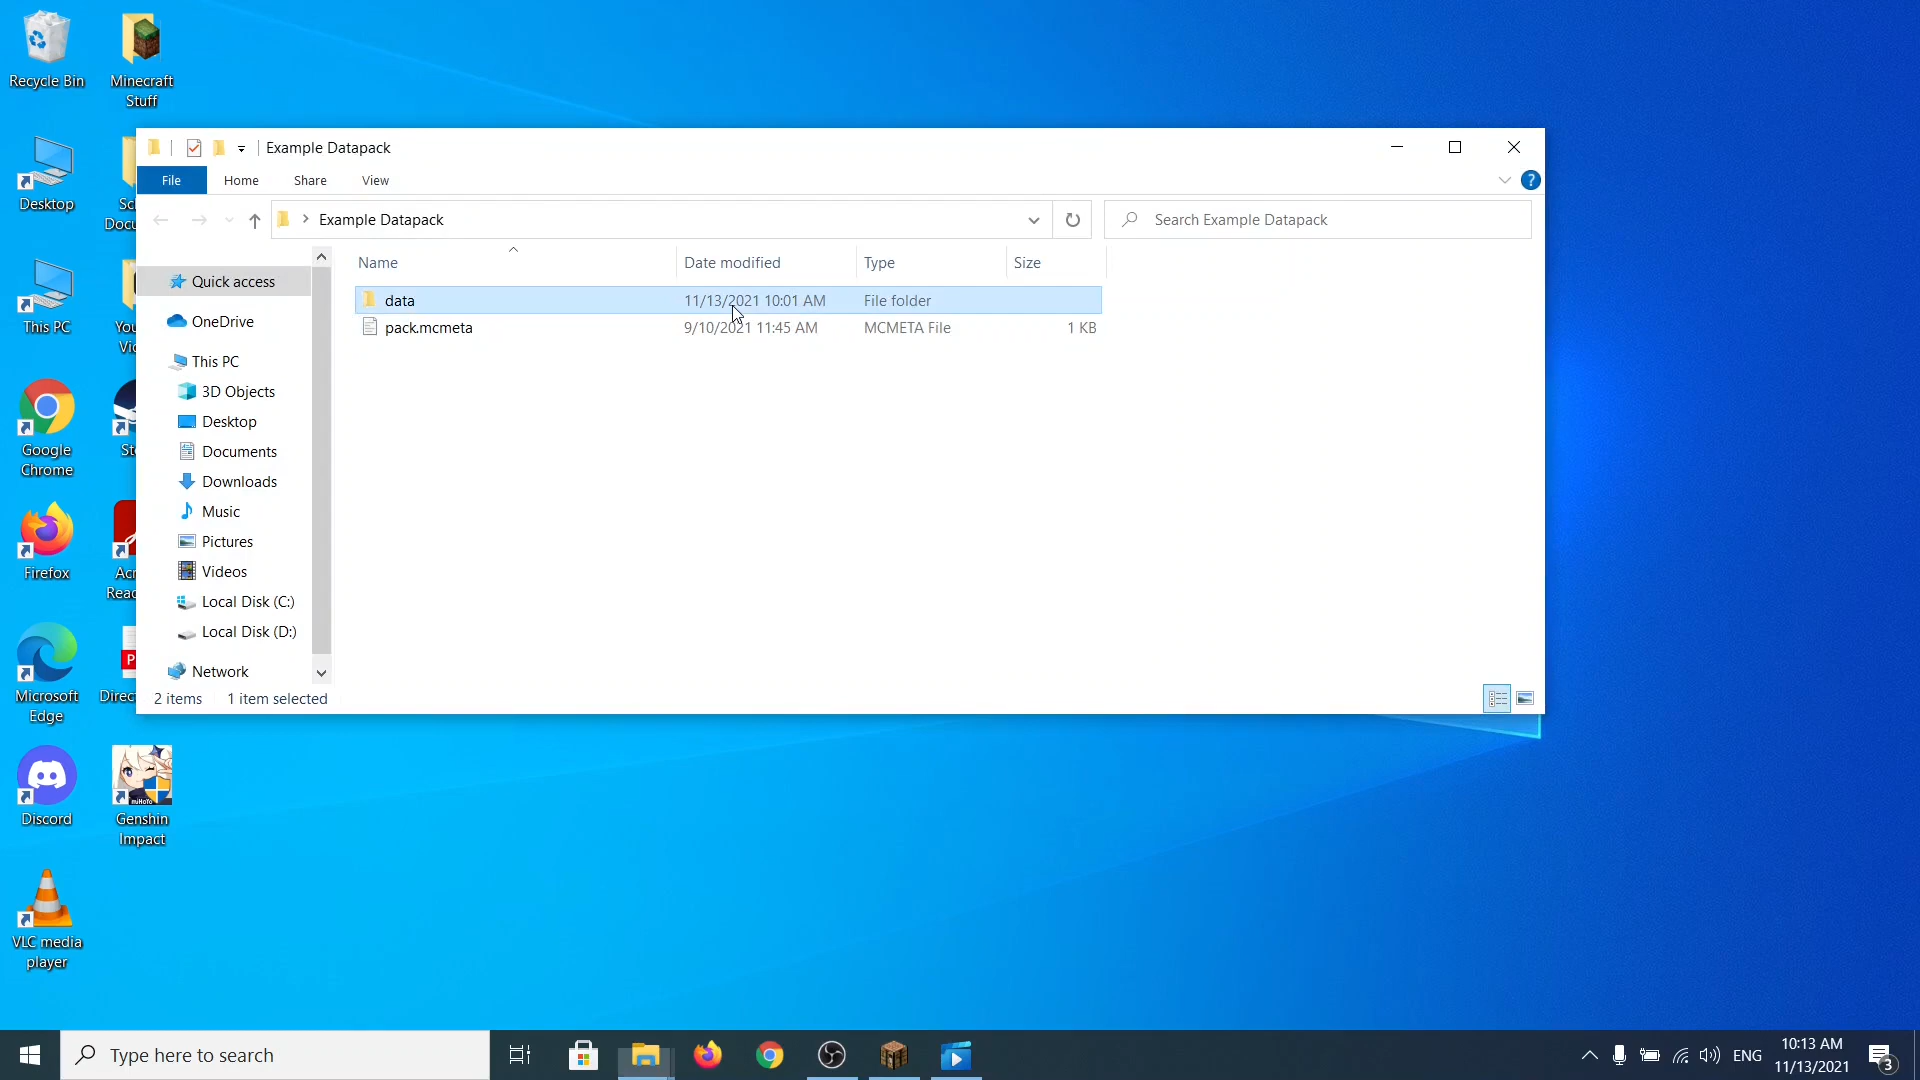 Recycle Bin
Minecraft
Stuff
Desktop
This PC
Google
Chrome
Firefox
Microsoft
Edge
Discord
Genshin
Impact
miHoYo
VLC media
player
Example Datapack
File
Home
Share
View
?
Example Datapack
Search Example Datapack
Quick access
OneDrive
This PC
3D Objects
Desktop
Documents
Downloads
Music
Pictures
Videos
Local Disk (C:)
Local Disk (D:)
Network
Name
Date modified
Type
Size
data
11/13/2021 10:01 AM
File folder
pack.mcmeta
9/10/2021 11:45 AM
MCMETA File
1 KB
2 items
1 item selected
Type here to search
ENG
10:13 AM
11/13/2021
3